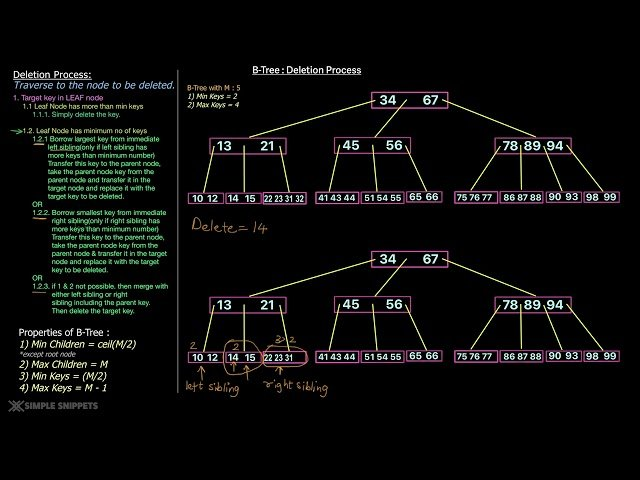 B-Tree : Deletion Process
Deletion Process:
Traverse to the node to be deleted.
1. Target key in LEAF node
1.1 Leaf Node has more than min keys
1.1.1. Simply delete the key.
1.2. Leaf Node has minimum no of keys
1.2.1 Borrow largest key from immediate
left sibling(only if left sibling has
more keys than minimum number)
Transfer this key to the parent node,
take the parent node key from the
parent node and transfer it in the
target node and replace it with the
target key to be deleted.
OR
1.2.2. Borrow smallest key from immediate
right sibling(only if right sibling has
more keys than minimum number)
Transfer this key to the parent node,
take the parent node key from the
parent node & transfer it in the target
node and replace it with the target
key to be deleted.
OR
1.2.3. if 1 & 2 not possible, then merge with
either left sibling or right
sibling including the parent key.
Then delete the target key.
Properties of B-Tree :
1) Min Children = ceil(M/2)
*except root node
2) Max Children = M
3) Min Keys = (M/2)
4) Max Keys = M - 1
SIMPLE SNIPPETS
B-Tree with M : 5
1) Min Keys = 2
2) Max Keys = 4
34 67
13 21
45 56
78 89 94
10 12
14 15
22 23 31 32
41 43 44
51 54 55
65 66
75 76 77
86 87 88
90 93
98 99
Delete = 14
34 67
13 21
45 56
78 89 94
2
2
3 > 2
10 12
14 15
22 23 31
41 43 44
51 54 55
65 66
75 76 77
86 87 88
90 93
98 99
left sibling
right sibling